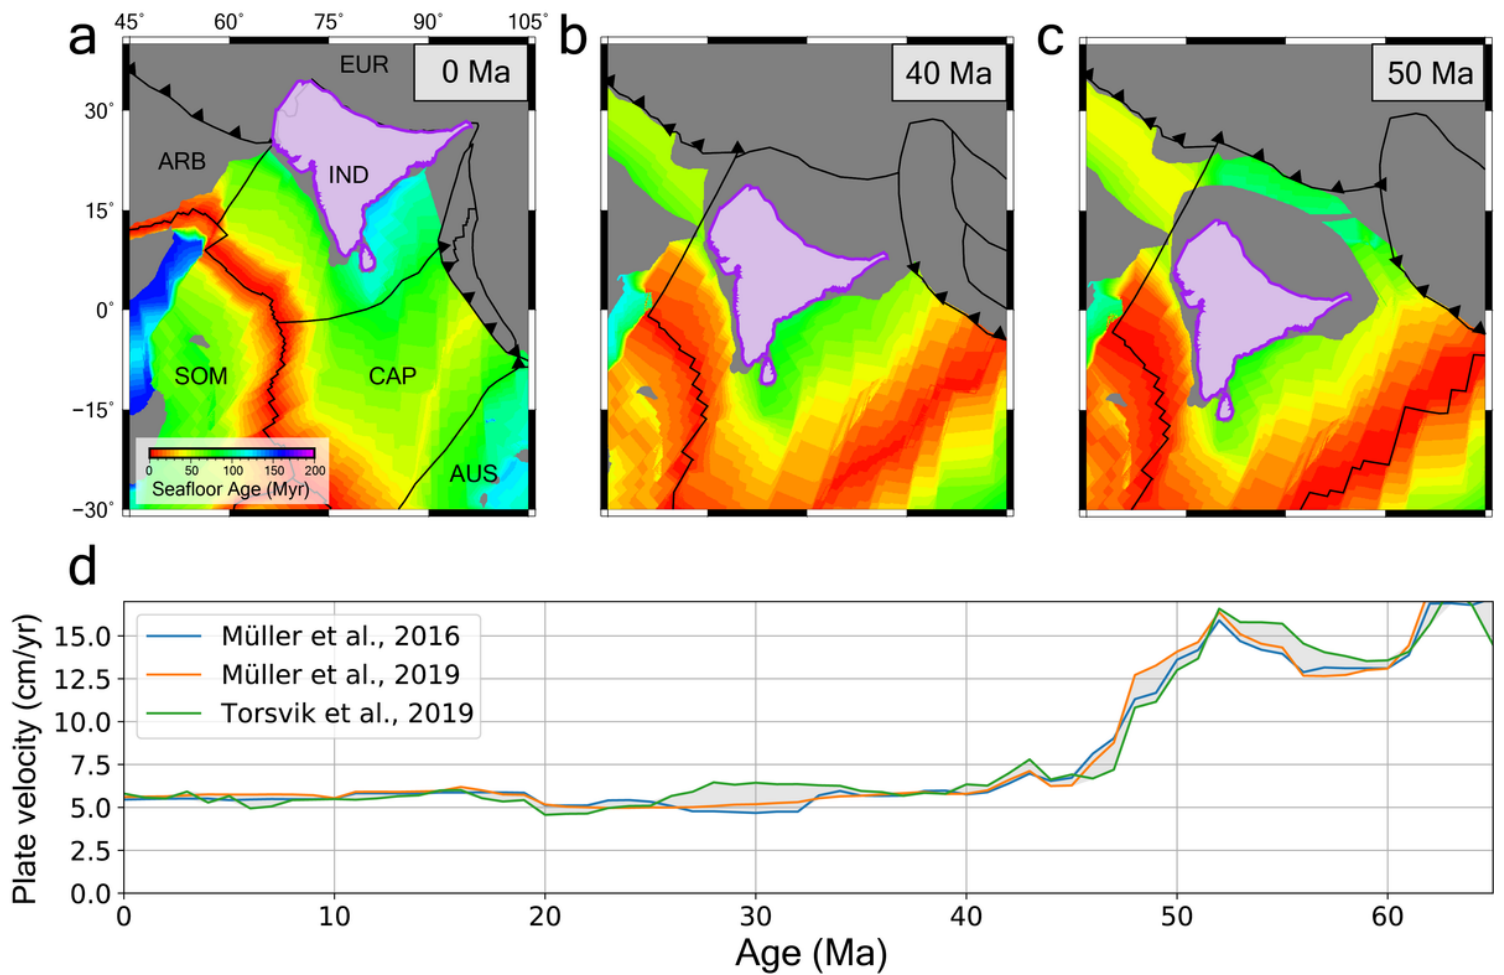 a
45° 60° 75° 90° 105°
30°
15°
0°
−15°
−30°
0 Ma
EUR
ARB
IND
SOM
CAP
AUS
0 50 100 150 200
Seafloor Age (Myr)
b
40 Ma
c
50 Ma
d
Plate velocity (cm/yr)
15.0
12.5
10.0
7.5
5.0
2.5
0.0
Müller et al., 2016
Müller et al., 2019
Torsvik et al., 2019
0 10 20 30 40 50 60
Age (Ma)